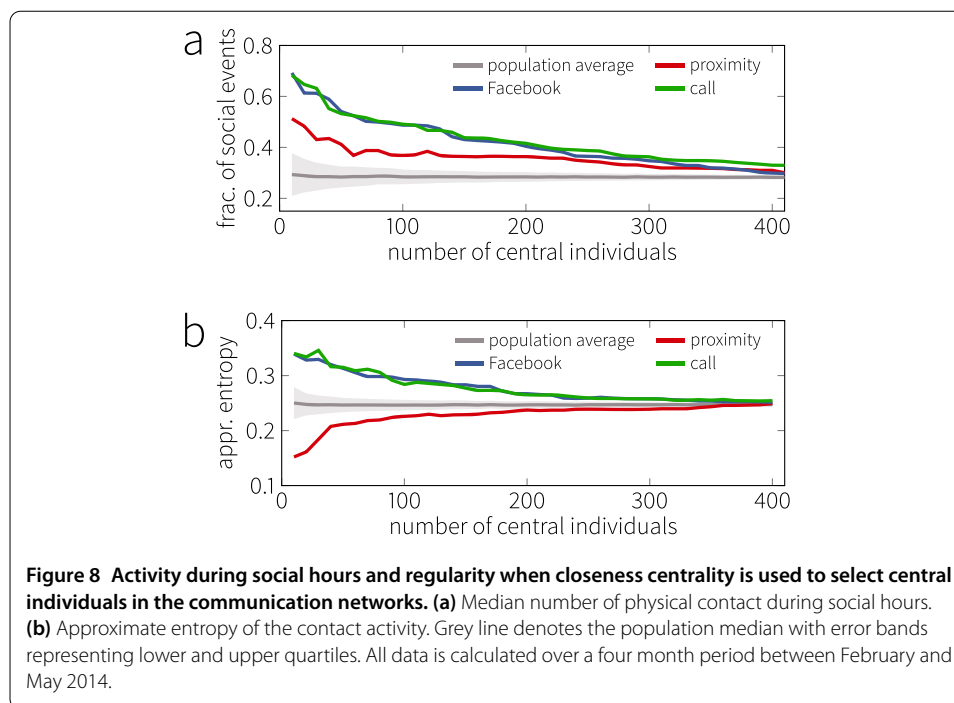 a
frac. of social events
0.8
0.6
0.4
0.2
population average
Facebook
proximity
call
0 100 200 300 400
number of central individuals
b
appr. entropy
0.4
0.3
0.2
0.1
population average
Facebook
proximity
call
0 100 200 300 400
number of central individuals
Figure 8 Activity during social hours and regularity when closeness centrality is used to select central
individuals in the communication networks. (a) Median number of physical contact during social hours.
(b) Approximate entropy of the contact activity. Grey line denotes the population median with error bands
representing lower and upper quartiles. All data is calculated over a four month period between February and
May 2014.